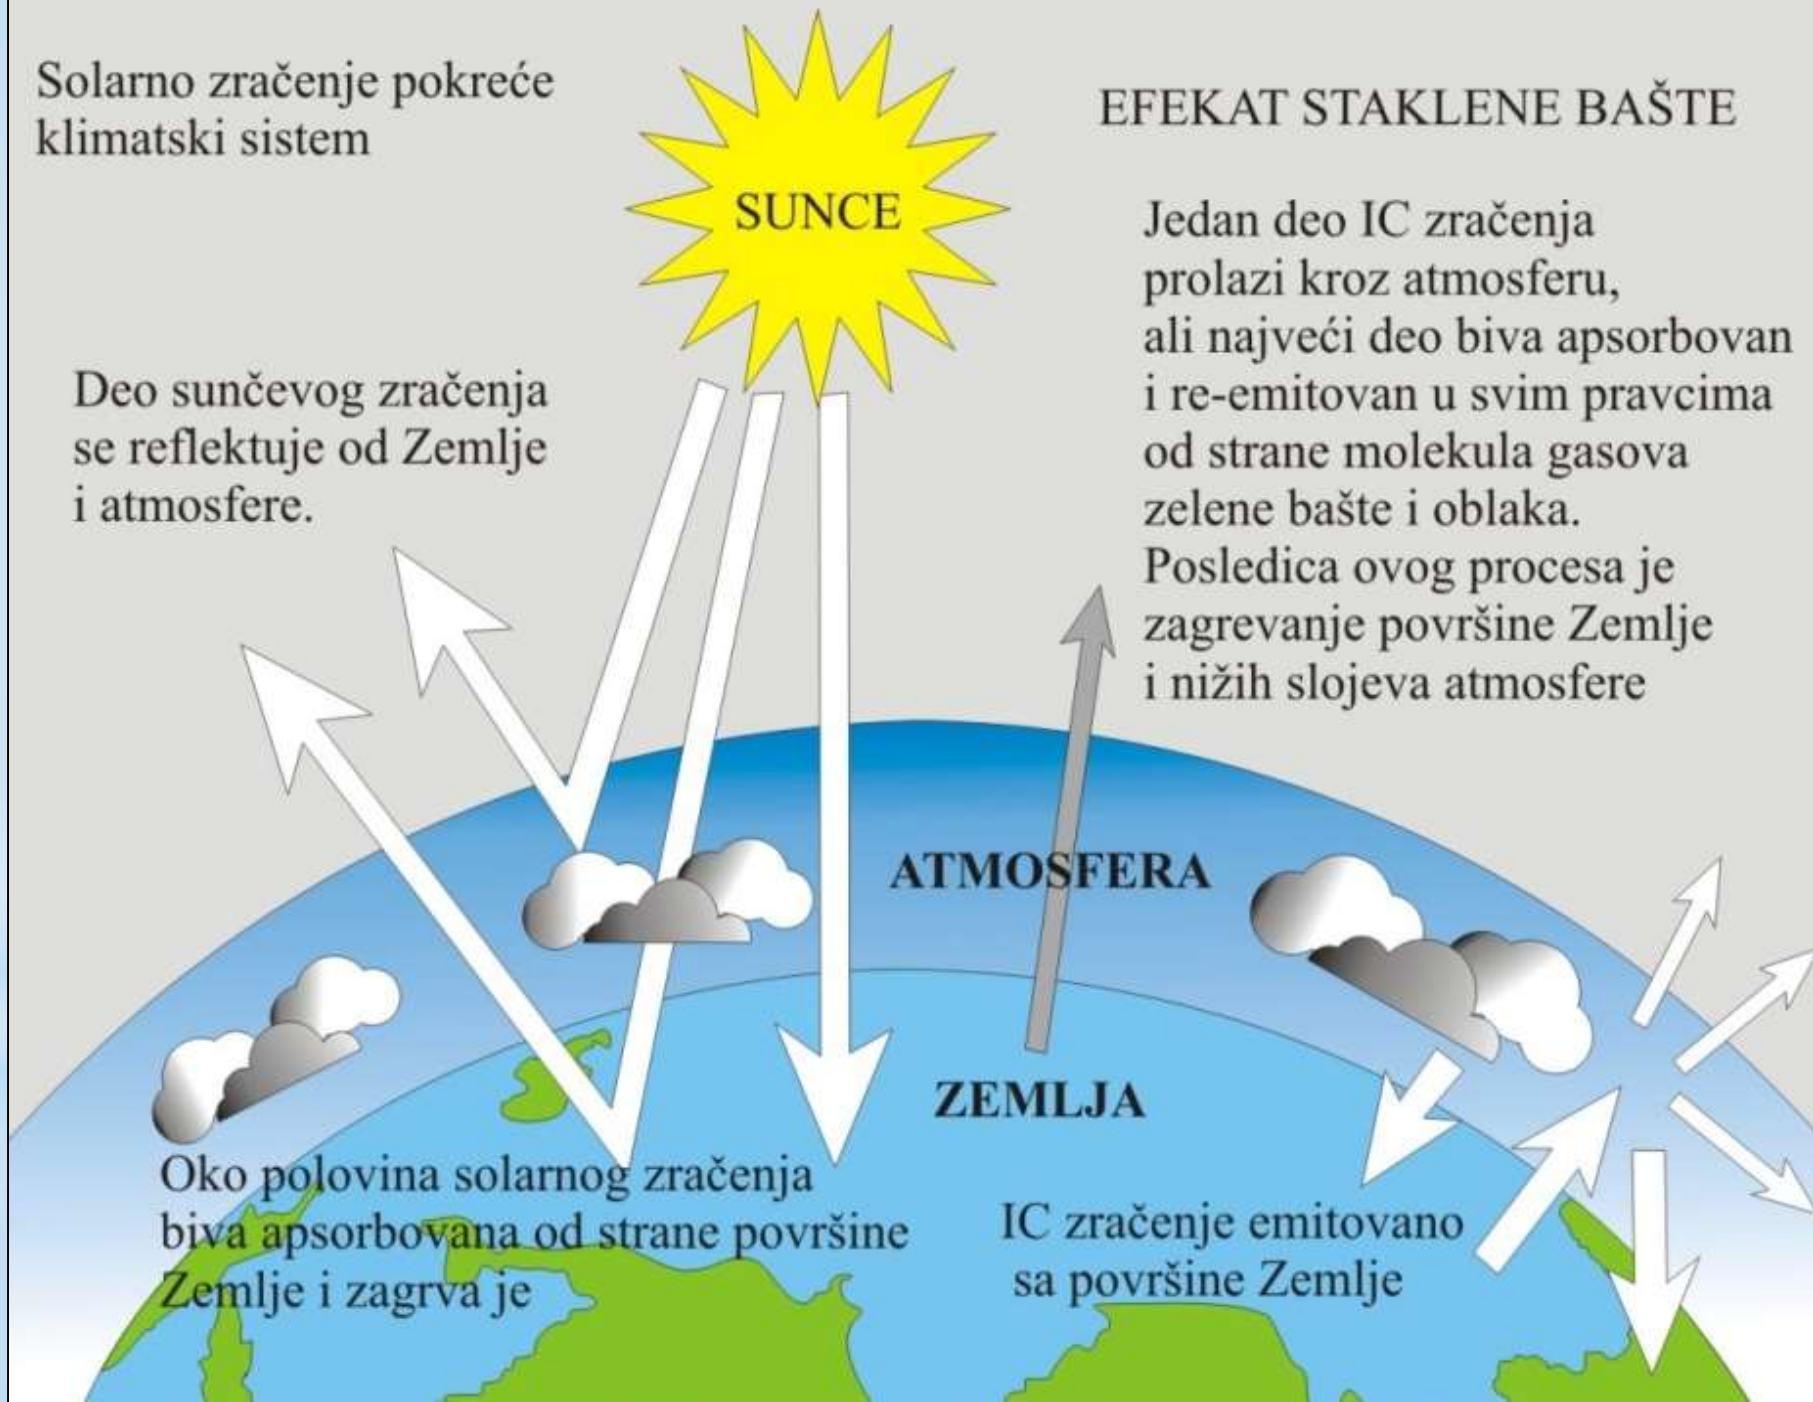 Solarno zračenje pokreće
klimatski sistem
SUNCE
EFEKAT STAKLENE BAŠTE
Jedan deo IC zračenja
prolazi kroz atmosferu,
ali najveći deo biva apsorbovan
i re-emitovan u svim pravcima
od strane molekula gasova
zelene bašte i oblaka.
Posledica ovog procesa je
zagrevanje površine Zemlje
i nižih slojeva atmosfere
Deo sunčevog zračenja
se reflektuje od Zemlje
i atmosfere.
ATMOSFERA
ZEMLJA
Oko polovina solarnog zračenja
biva apsorbovana od strane površine
Zemlje i zagrva je
IC zračenje emitovano
sa površine Zemlje